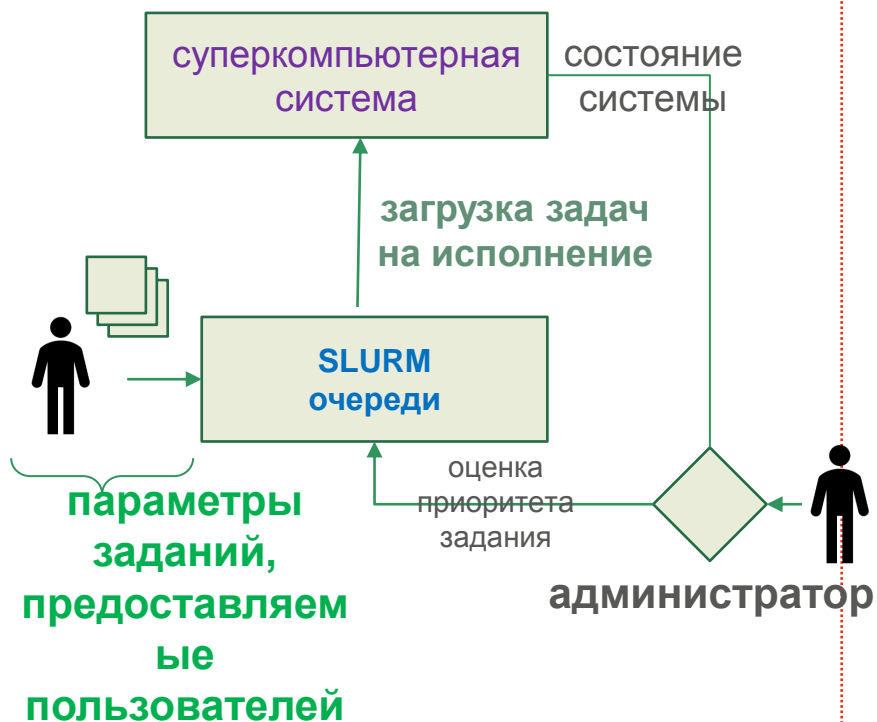 суперкомпьютерная
система
состояние
системы
загрузка задач
на исполнение
SLURM
очереди
оценка
приоритета
задания
параметры
заданий,
предоставляем
ые
пользователей
администратор